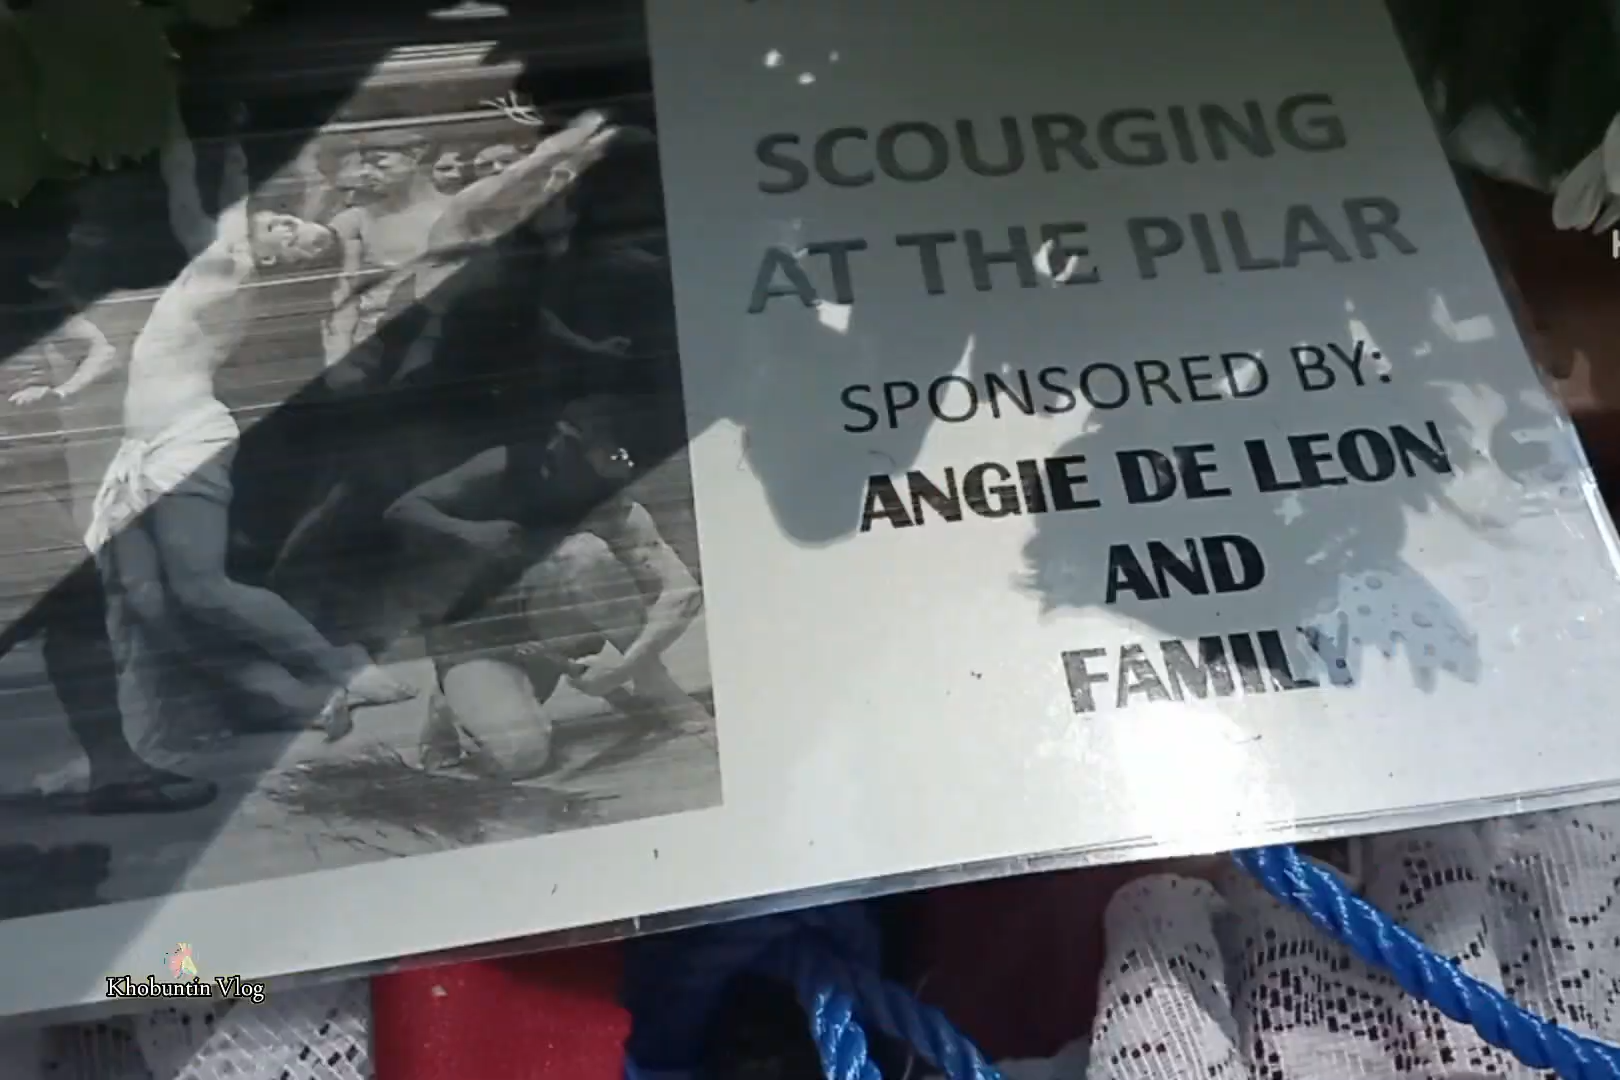 SCOURGING
AT THE PILAR
SPONSORED BY:
ANGIE DE LEON
AND
FAMILY
Khobuntin Vlog